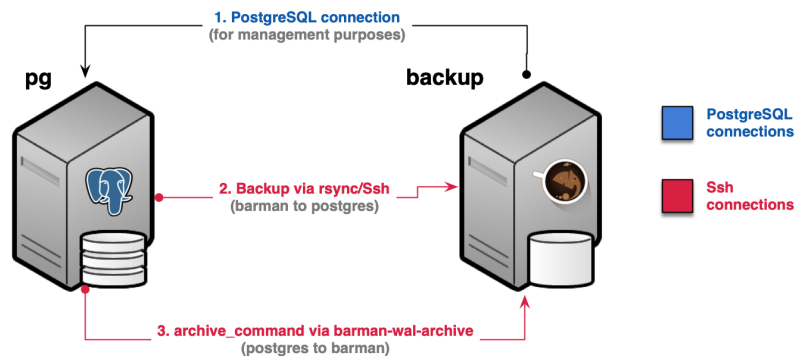 1. PostgreSQL connection
(for management purposes)
pg
backup
PostgreSQL
connections
2. Backup via rsync/Ssh
(barman to postgres)
Ssh
connections
3. archive_command via barman-wal-archive
(postgres to barman)